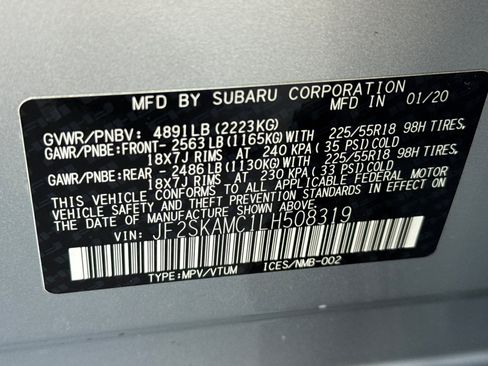 MFD BY SUBARU CORPORATION
MFD IN 01/20
GVWR/PNBV: 4891LB(2223KG)
GAWR/PNBE:FRONT- 2563LB(1165KG)WITH 225/55R18 98H TIRES,
18X7J RIMS AT 240 KPA( 35 PSI)COLD
GAWR/PNBE:REAR -2486LB(1130KG)WITH 225/55R18 98H TIRES,
18X7J RIMS AT 230 KPA( 33 PSI)COLD
THIS VEHICLE CONFORMS TO ALL APPLICABLE FEDERAL MOTOR
VEHICLE SAFETY AND THEFT PREVENTION STANDARDS IN EFFECT ON
THE DATE OF MANUFACTURE SHOWN ABOVE.
VIN: JF2SKAMC1LH508319
TYPE:MPV/VTUM ICES/NMB-002